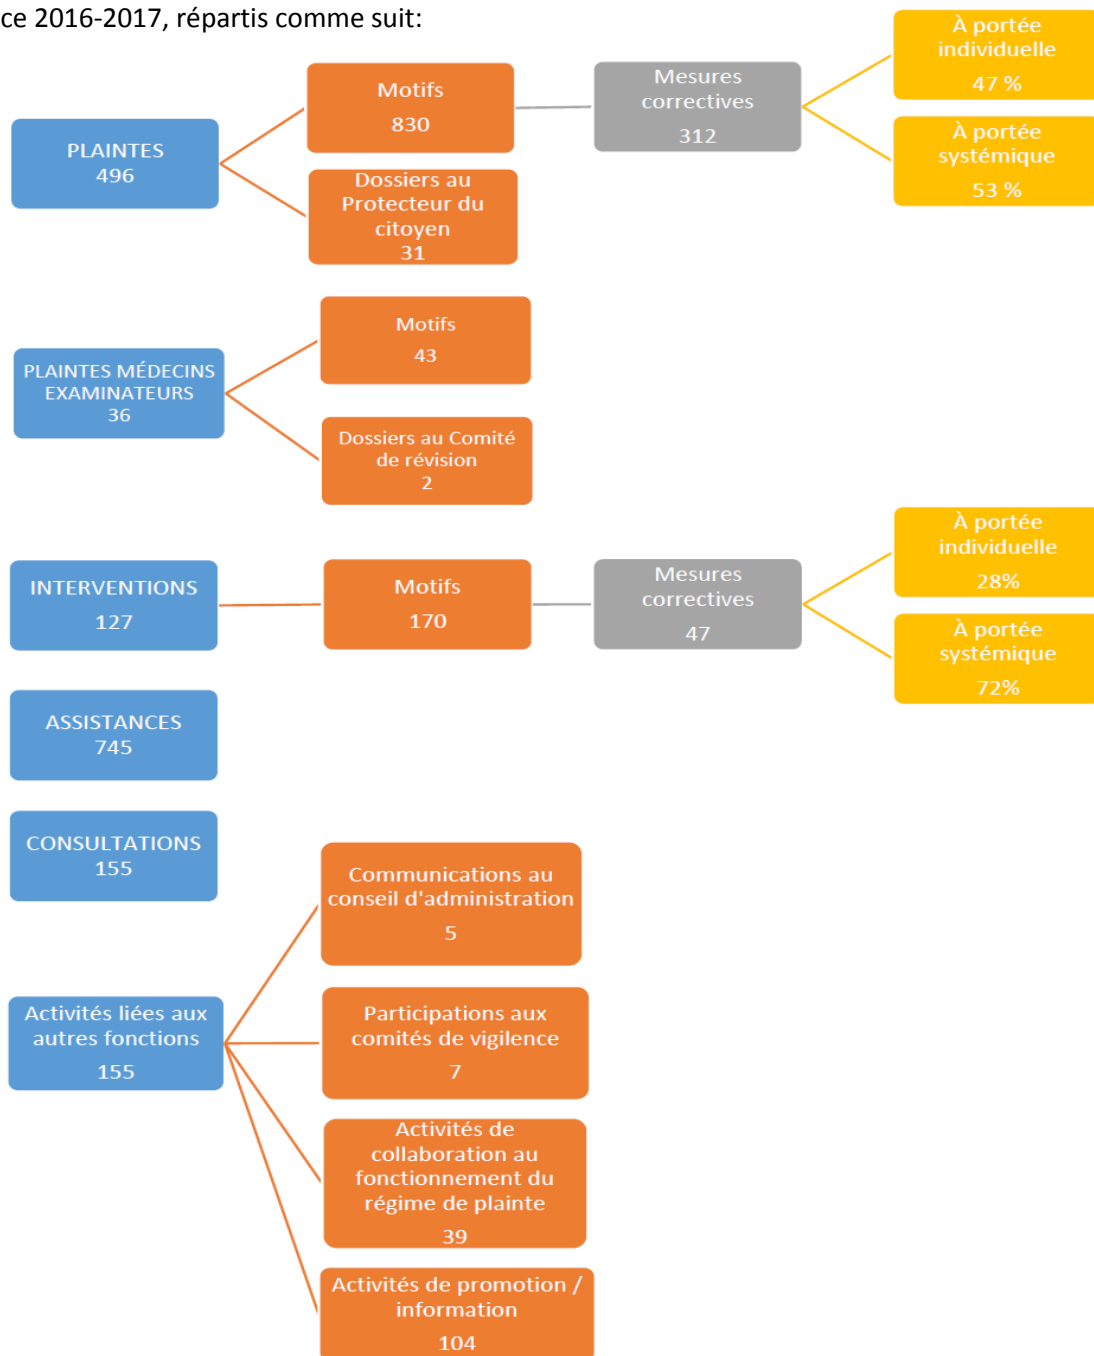 ce 2016-2017, répartis comme suit:
PLAINTES
496
Motifs
830
Dossiers au
Protecteur du
citoyen
31
Mesures
correctives
312
À portée
individuelle
47 %
À portée
systémique
53 %
PLAINTES MÉDECINS
EXAMINATEURS
36
Motifs
43
Dossiers au Comité
de révision
2
INTERVENTIONS
127
Motifs
170
Mesures
correctives
47
À portée
individuelle
28%
À portée
systémique
72%
ASSISTANCES
745
CONSULTATIONS
155
Activités liées aux
autres fonctions
155
Communications au
conseil d'administration
5
Participations aux
comités de vigilence
7
Activités de
collaboration au
fonctionnement du
régime de plainte
39
Activités de promotion /
information
104